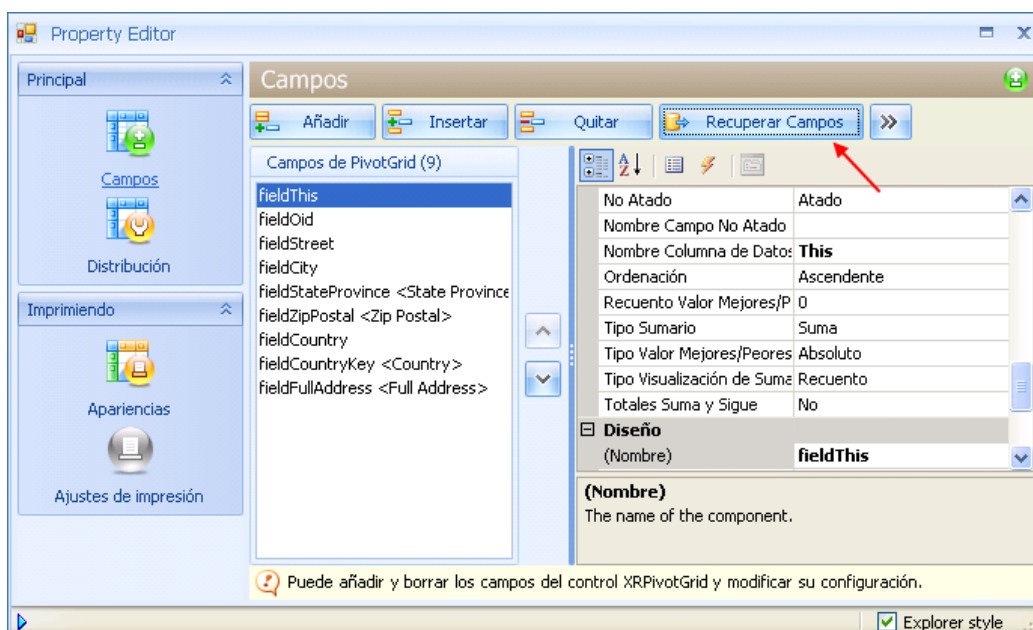 Property Editor
Principal
Campos
Distribución
Imprimiendo
Apariencias
Ajustes de impresión
Campos
Añadir
Insertar
Quitar
Recuperar Campos
Campos de PivotGrid (9)
fieldThis
fieldOid
fieldStreet
fieldCity
fieldStateProvince <State Province
fieldZipPostal <Zip Postal>
fieldCountry
fieldCountryKey <Country>
fieldFullAddress <Full Address>
No Atado Atado
Nombre Campo No Atado
Nombre Columna de Datos This
Ordenación Ascendente
Recuento Valor Mejores/P 0
Tipo Sumario Suma
Tipo Valor Mejores/Peores Absoluto
Tipo Visualización de Suma Recuento
Totales Suma y Sigue No
Diseño
(Nombre) fieldThis
(Nombre)
The name of the component.
Puede añadir y borrar los campos del control XRPivotGrid y modificar su configuración.
Explorer style